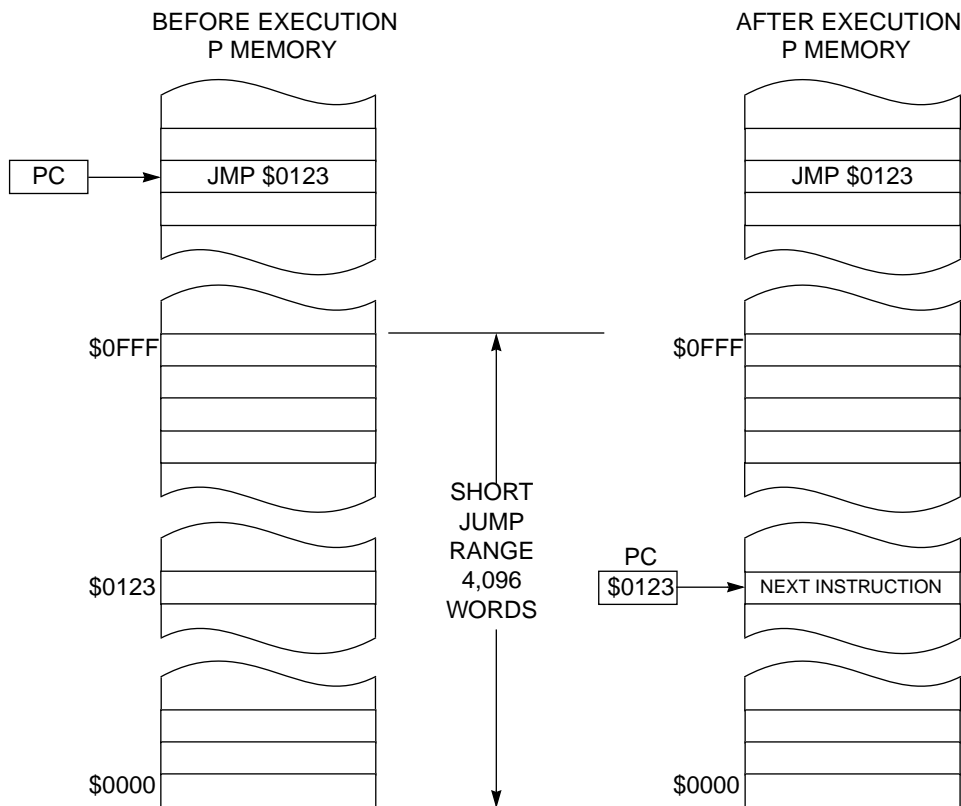 BEFORE EXECUTION
P MEMORY
AFTER EXECUTION
P MEMORY
PC
JMP $0123
JMP $0123
$0FFF
$0FFF
SHORT
JUMP
RANGE
4,096
WORDS
$0123
PC
$0123
NEXT INSTRUCTION
$0000
$0000